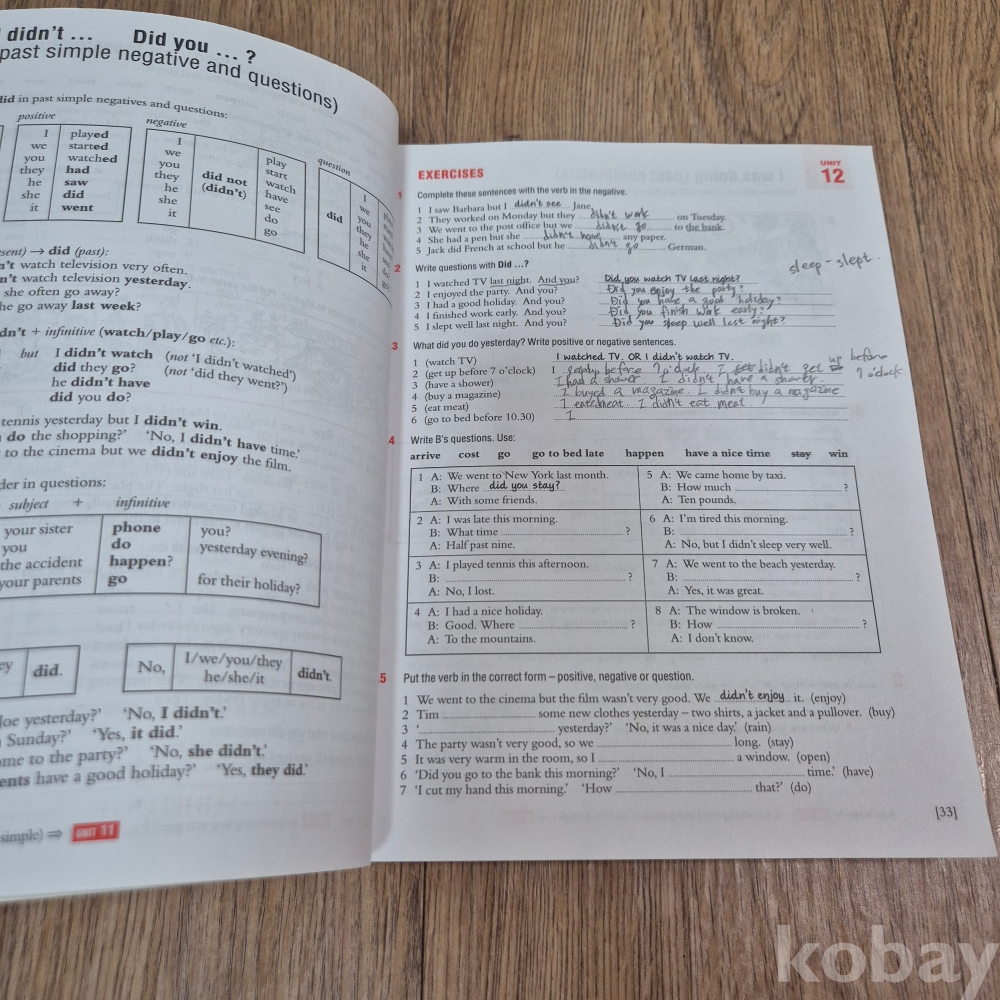 I didn't ... Did you ... ?
past simple negative and questions)
did in past simple negatives and questions:
positive
I played
we started
you watched
they had
he saw
she did
it went
negative
I
we
you
they
he
she
it
did not
(didn't)
play
start
watch
have
see
do
go
question
did
I
we
you
they
he
she
it
→ did (past):
n't watch television very often.
n't watch television yesterday.
she often go away?
he go away last week?
dn't + infinitive (watch/play/go etc.):
but I didn't watch (not 'I didn't watched')
did they go? (not 'did they went?')
he didn't have
did you do?
tennis yesterday but I didn't win.
do the shopping?' 'No, I didn't have time.'
to the cinema but we didn't enjoy the film.
der in questions:
subject + infinitive
your sister phone you?
you do yesterday evening?
the accident happen?
your parents go for their holiday?
did.
No, I/we/you/they
he/she/it didn't.
Joe yesterday?' 'No, I didn't.'
Sunday?' 'Yes, it did.'
ome to the party?' 'No, she didn't.'
ents have a good holiday?' 'Yes, they did.'
simple) ⇒ UNIT 11
EXERCISES
UNIT
12
1 Complete these sentences with the verb in the negative.
1 I saw Barbara but I didn't see Jane.
2 They worked on Monday but they didn't work on Tuesday.
3 We went to the post office but we didn't go to the bank.
4 She had a pen but she didn't have any paper.
5 Jack did French at school but he didn't go German.
sleep - slept.
2 Write questions with Did ...?
1 I watched TV last night. And you? Did you watch TV last night?
2 I enjoyed the party. And you? Did you enjoy the party?
3 I had a good holiday. And you? Did you have a good holiday?
4 I finished work early. And you? Did you finish wok early?
5 I slept well last night. And you? Did you sleep well last night?
3 What did you do yesterday? Write positive or negative sentences.
1 (watch TV) I watched TV. OR I didn't watch TV.
2 (get up before 7 o'clock) I before 7 o'clock I didn't get up before 7 o'clock
3 (have a shower) I had a shower I didn't have a shower.
4 (buy a magazine) I buyed a magazine. I didn't buy a magazine
5 (eat meat) I eated meat. I didn't eat meat
6 (go to bed before 10.30) I
4 Write B's questions. Use:
arrive cost go go to bed late happen have a nice time stay win
1 A: We went to New York last month.
B: Where did you stay?
A: With some friends.
2 A: I was late this morning.
B: What time ?
A: Half past nine.
3 A: I played tennis this afternoon.
B: ?
A: No, I lost.
4 A: I had a nice holiday.
B: Good. Where ?
A: To the mountains.
5 A: We came home by taxi.
B: How much ?
A: Ten pounds.
6 A: I'm tired this morning.
B: ?
A: No, but I didn't sleep very well.
7 A: We went to the beach yesterday.
B: ?
A: Yes, it was great.
8 A: The window is broken.
B: How ?
A: I don't know.
5 Put the verb in the correct form – positive, negative or question.
1 We went to the cinema but the film wasn't very good. We didn't enjoy it. (enjoy)
2 Tim some new clothes yesterday – two shirts, a jacket and a pullover. (buy)
3 ' yesterday?' 'No, it was a nice day.' (rain)
4 The party wasn't very good, so we long. (stay)
5 It was very warm in the room, so I a window. (open)
6 'Did you go to the bank this morning?' 'No, I time.' (have)
7 'I cut my hand this morning.' 'How that?' (do)
[33]
kobay